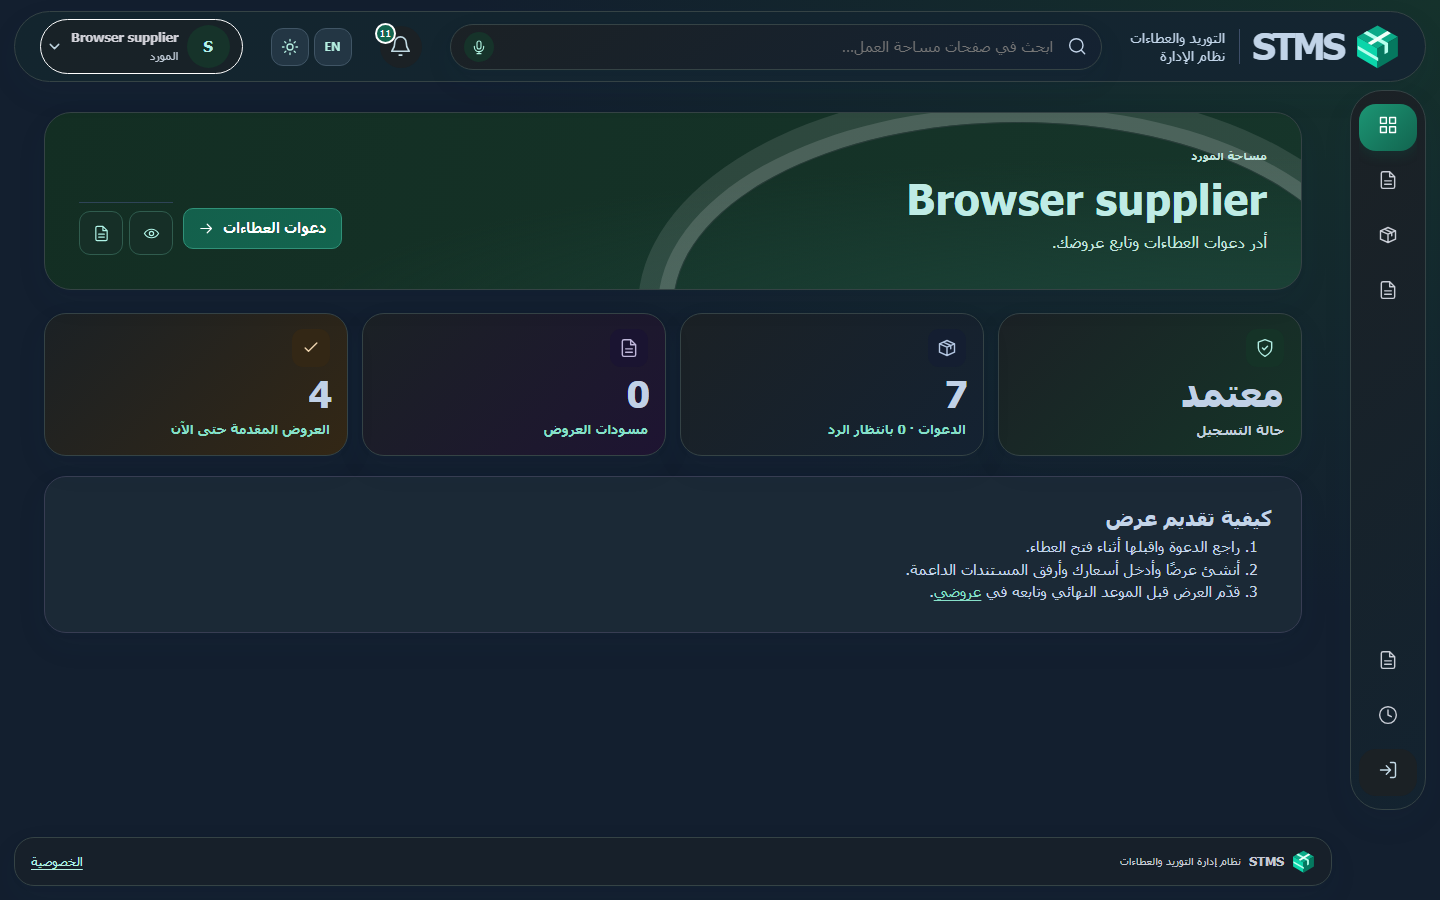 STMS
التوريد والعطاءات
نظام الإدارة
ابحث في صفحات مساحة العمل...
11
EN
S
Browser supplier
المورد
مساحة المورد
Browser supplier
أدر دعوات العطاءات وتابع عروضك.
دعوات العطاءات
معتمد
حالة التسجيل
7
الدعوات · 0 بانتظار الرد
0
مسودات العروض
4
العروض المقدمة حتى الآن
كيفية تقديم عرض
1. راجع الدعوة واقبلها أثناء فتح العطاء.
2. أنشئ عرضًا وأدخل أسعارك وأرفق المستندات الداعمة.
3. قدّم العرض قبل الموعد النهائي وتابعه في عروضي.
STMS نظام إدارة التوريد والعطاءات
الخصوصية